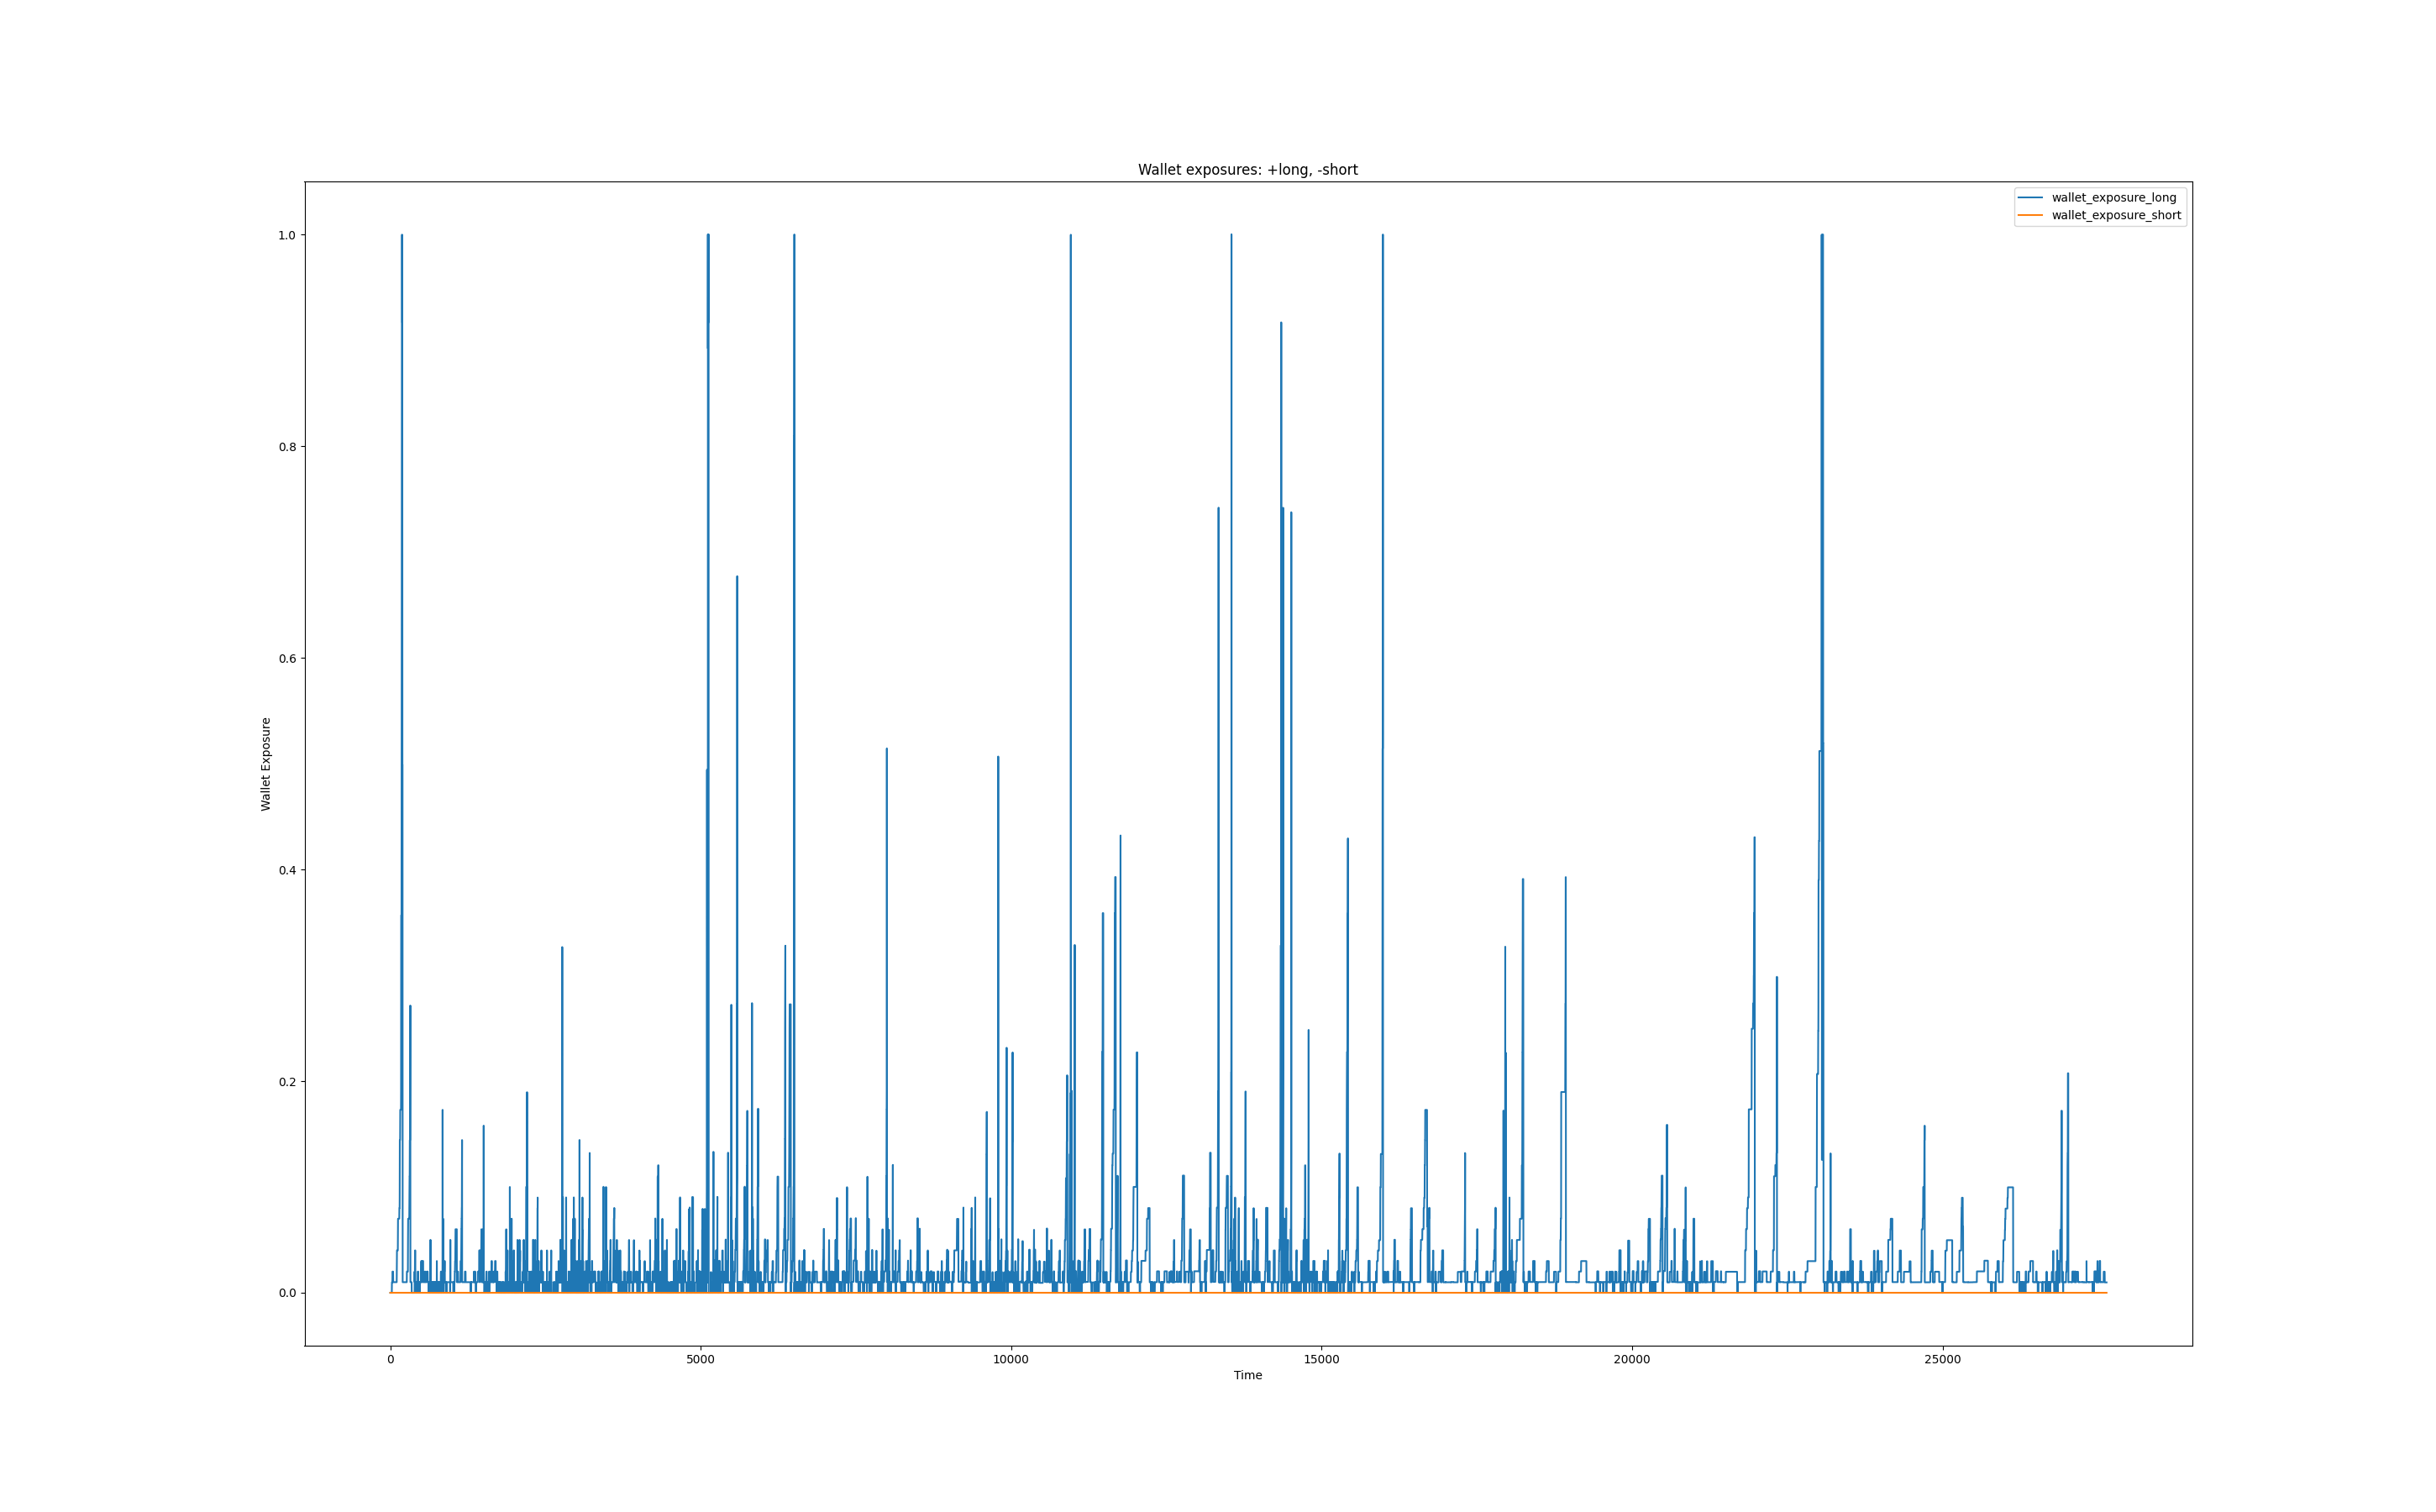 Wallet exposures: +long, -short
wallet_exposure_long
wallet_exposure_short
1.0
0.8
0.6
0.4
0.2
0.0
Wallet Exposure
0 5000 10000 15000 20000 25000
Time